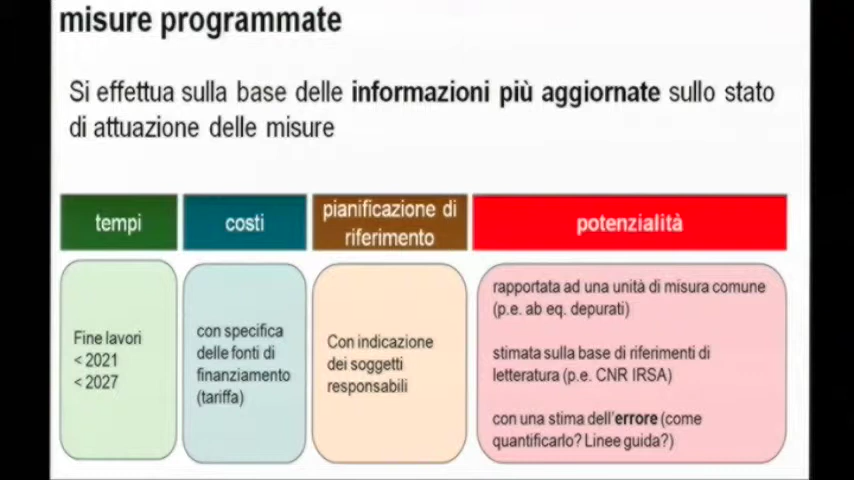 misure programmate
Si effettua sulla base delle informazioni più aggiornate sullo stato
di attuazione delle misure
tempi
costi
pianificazione di
riferimento
potenzialità
Fine lavori
< 2021
< 2027
con specifica
delle fonti di
finanziamento
(tariffa)
Con indicazione
dei soggetti
responsabili
rapportata ad una unità di misura comune
(p.e. ab eq. depurati)
stimata sulla base di riferimenti di
letteratura (p.e. CNR IRSA)
con una stima dell'errore (come
quantificarlo? Linee guida?)